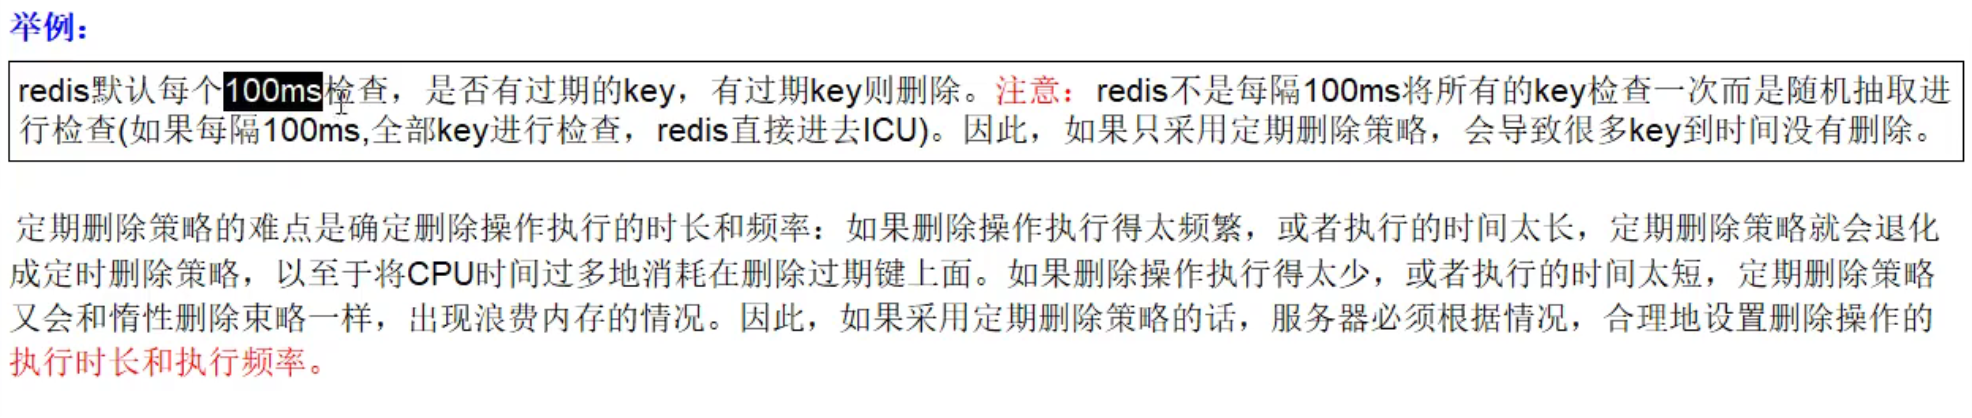 举例：
redis默认每个100ms检查，是否有过期的key，有过期key则删除。注意：redis不是每隔100ms将所有的key检查一次而是随机抽取进
行检查(如果每隔100ms,全部key进行检查，redis直接进去ICU)。因此，如果只采用定期删除策略，会导致很多key到时间没有删除。
定期删除策略的难点是确定删除操作执行的时长和频率：如果删除操作执行得太频繁，或者执行的时间太长，定期删除策略就会退化
成定时删除策略，以至于将CPU时间过多地消耗在删除过期键上面。如果删除操作执行得太少，或者执行的时间太短，定期删除策略
又会和惰性删除束略一样，出现浪费内存的情况。因此，如果采用定期删除策略的话，服务器必须根据情况，合理地设置删除操作的
执行时长和执行频率。